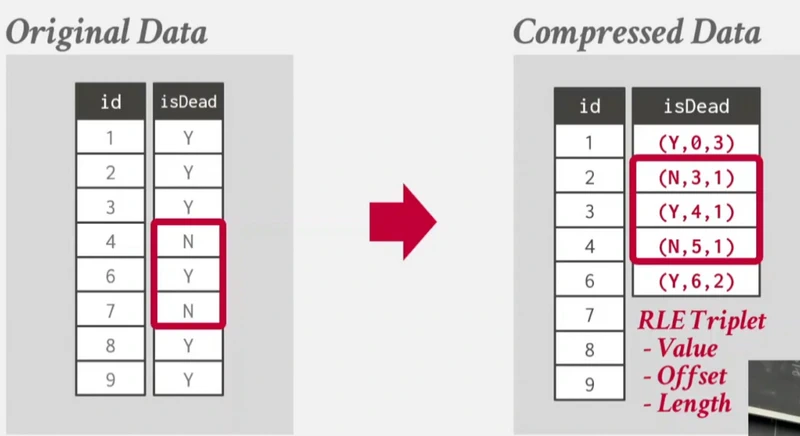 Original Data
id isDead
1 Y
2 Y
3 Y
4 N
6 Y
7 N
8 Y
9 Y
Compressed Data
id isDead
1 (Y,0,3)
2 (N,3,1)
3 (Y,4,1)
4 (N,5,1)
6 (Y,6,2)
7
8
9
RLE Triplet
- Value
- Offset
- Length